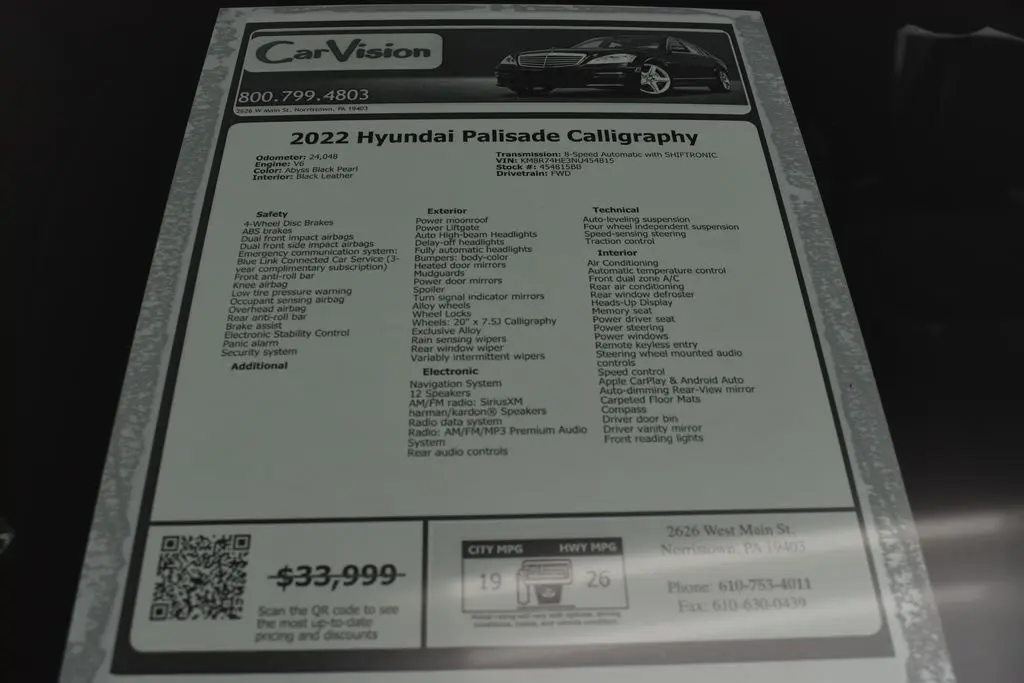 CarVision
800.799.4803
2626 W Main St. Norristown, PA 19403
2022 Hyundai Palisade Calligraphy
Odometer: 24,048
Engine: V6
Color: Abyss Black Pearl
Interior: Black Leather
Transmission: 8-Speed Automatic with SHIFTRONIC
VIN: KM8R74HE3NU454815
Stock #: 454815BB
Drivetrain: FWD
Safety
4-Wheel Disc Brakes
ABS brakes
Dual front impact airbags
Dual front side impact airbags
Emergency communication system:
Blue Link Connected Car Service (3-
year complimentary subscription)
Front anti-roll bar
Knee airbag
Low tire pressure warning
Occupant sensing airbag
Overhead airbag
Rear anti-roll bar
Brake assist
Electronic Stability Control
Panic alarm
Security system
Additional
Exterior
Power moonroof
Power Liftgate
Auto High-beam Headlights
Delay-off headlights
Fully automatic headlights
Bumpers: body-color
Heated door mirrors
Mudguards
Power door mirrors
Spoiler
Turn signal indicator mirrors
Alloy wheels
Wheel Locks
Wheels: 20" x 7.5J Calligraphy
Exclusive Alloy
Rain sensing wipers
Rear window wiper
Variably intermittent wipers
Electronic
Navigation System
12 Speakers
AM/FM radio: SiriusXM
harman/kardon® Speakers
Radio data system
Radio: AM/FM/MP3 Premium Audio
System
Rear audio controls
Technical
Auto-leveling suspension
Four wheel independent suspension
Speed-sensing steering
Traction control
Interior
Air Conditioning
Automatic temperature control
Front dual zone A/C
Rear air conditioning
Rear window defroster
Heads-Up Display
Memory seat
Power driver seat
Power steering
Power windows
Remote keyless entry
Steering wheel mounted audio
controls
Speed control
Apple CarPlay & Android Auto
Auto-dimming Rear-View mirror
Carpeted Floor Mats
Compass
Driver door bin
Driver vanity mirror
Front reading lights
$33,999
Scan the QR code to see
the most up-to-date
pricing and discounts
CITY MPG HWY MPG
19 26
2626 West Main St.
Norristown, PA 19403
Phone: 610-753-4011
Fax: 610-630-0439